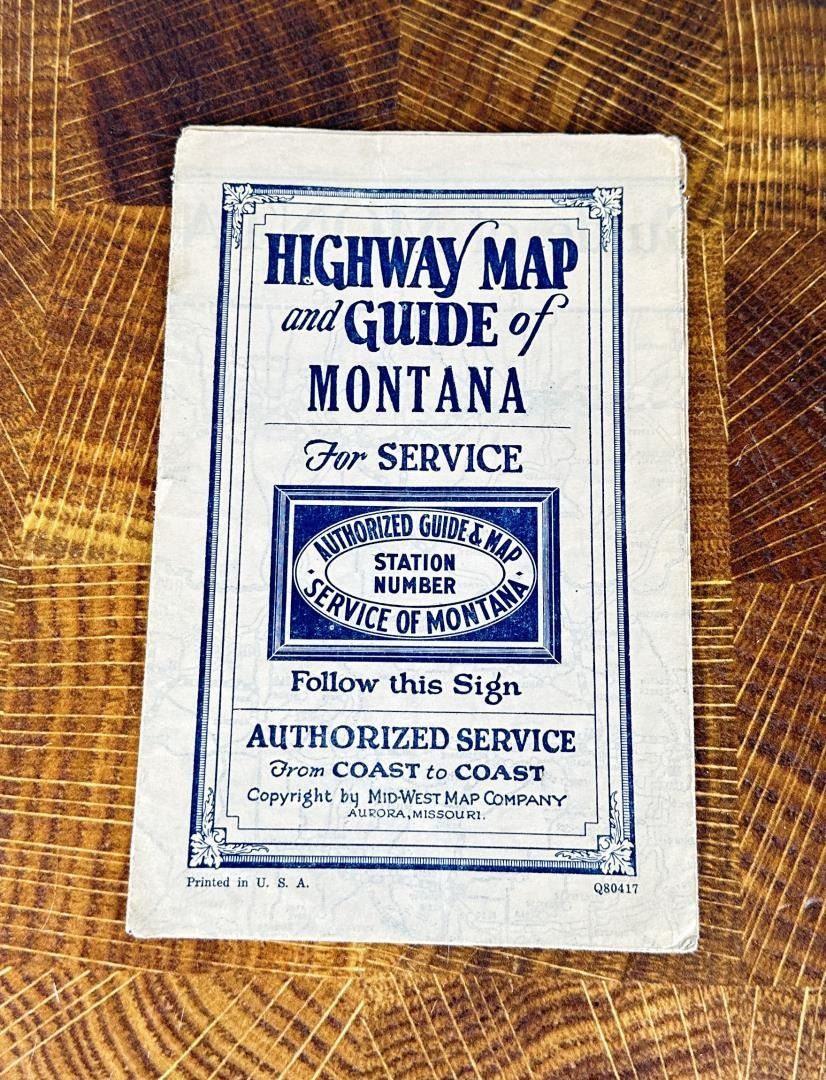 HIGHWAY MAP
and GUIDE of
MONTANA
For SERVICE
AUTHORIZED GUIDE & MAP
STATION
NUMBER
· SERVICE OF MONTANA ·
Follow this Sign
AUTHORIZED SERVICE
From COAST to COAST
Copyright by MID-WEST MAP COMPANY
AURORA, MISSOURI.
Printed in U. S. A.
Q80417